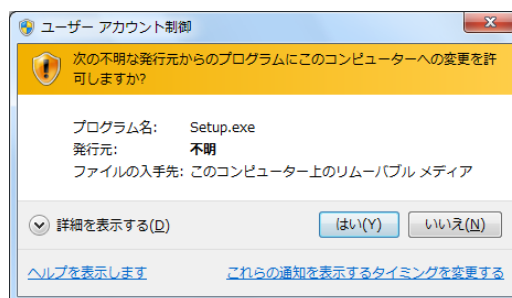 ユーザー アカウント制御
次の不明な発行元からのプログラムにこのコンピューターへの変更を許
可しますか?
プログラム名: Setup.exe
発行元: 不明
ファイルの入手先: このコンピューター上のリムーバブル メディア
詳細を表示する(D) はい(Y) いいえ(N)
ヘルプを表示します これらの通知を表示するタイミングを変更する